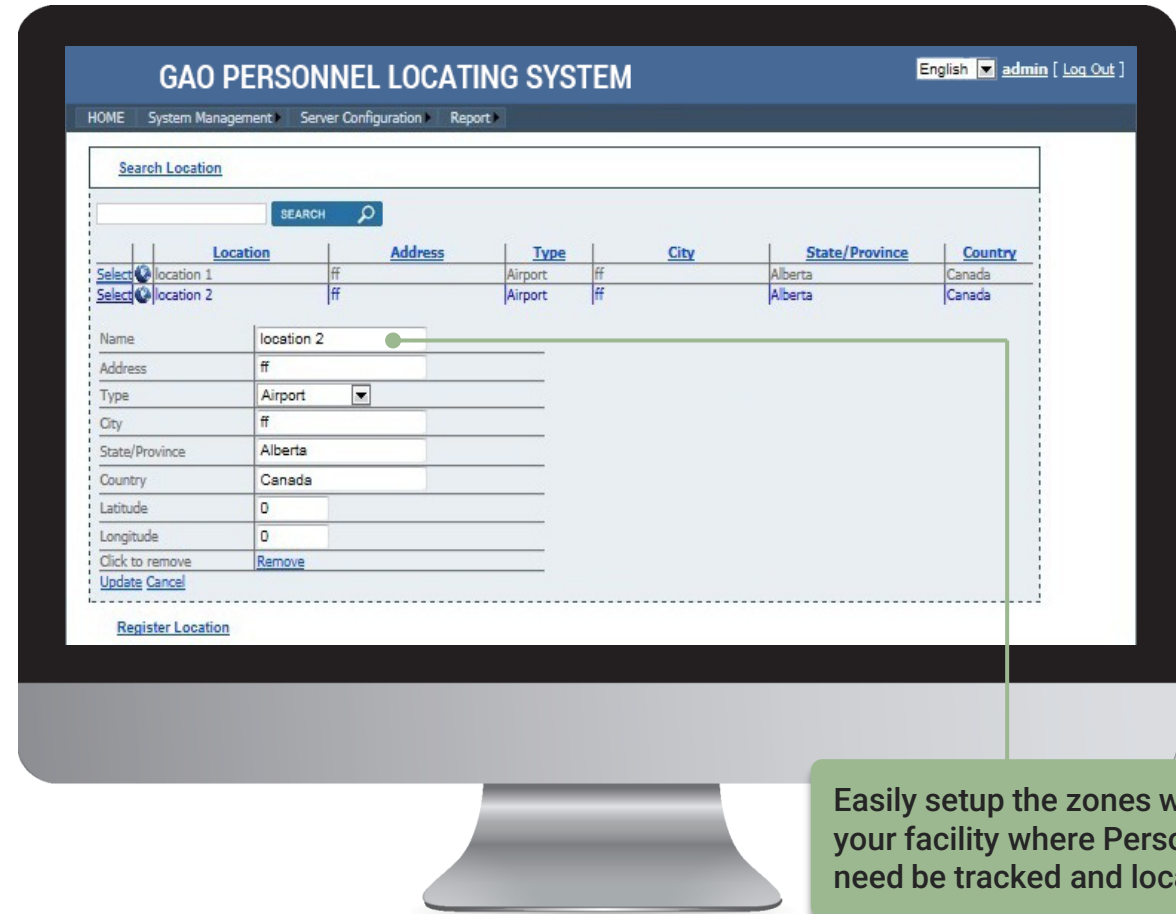 GAO PERSONNEL LOCATING SYSTEM
English admin [ Log Out ]
HOME System Management Server Configuration Report
Search Location
SEARCH
Location Address Type City State/Province Country
Select location 1 ff Airport ff Alberta Canada
Select location 2 ff Airport ff Alberta Canada
Name location 2
Address ff
Type Airport
City ff
State/Province Alberta
Country Canada
Latitude 0
Longitude 0
Click to remove Remove
Update Cancel
Register Location
Easily setup the zones
your facility where
need be tracked and